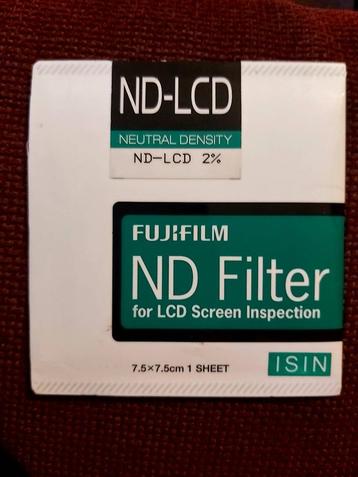 ND-LCD
NEUTRAL DENSITY
ND-LCD 2%
FUJIFILM
ND Filter
for LCD Screen Inspection
7.5×7.5cm 1 SHEET
ISIN